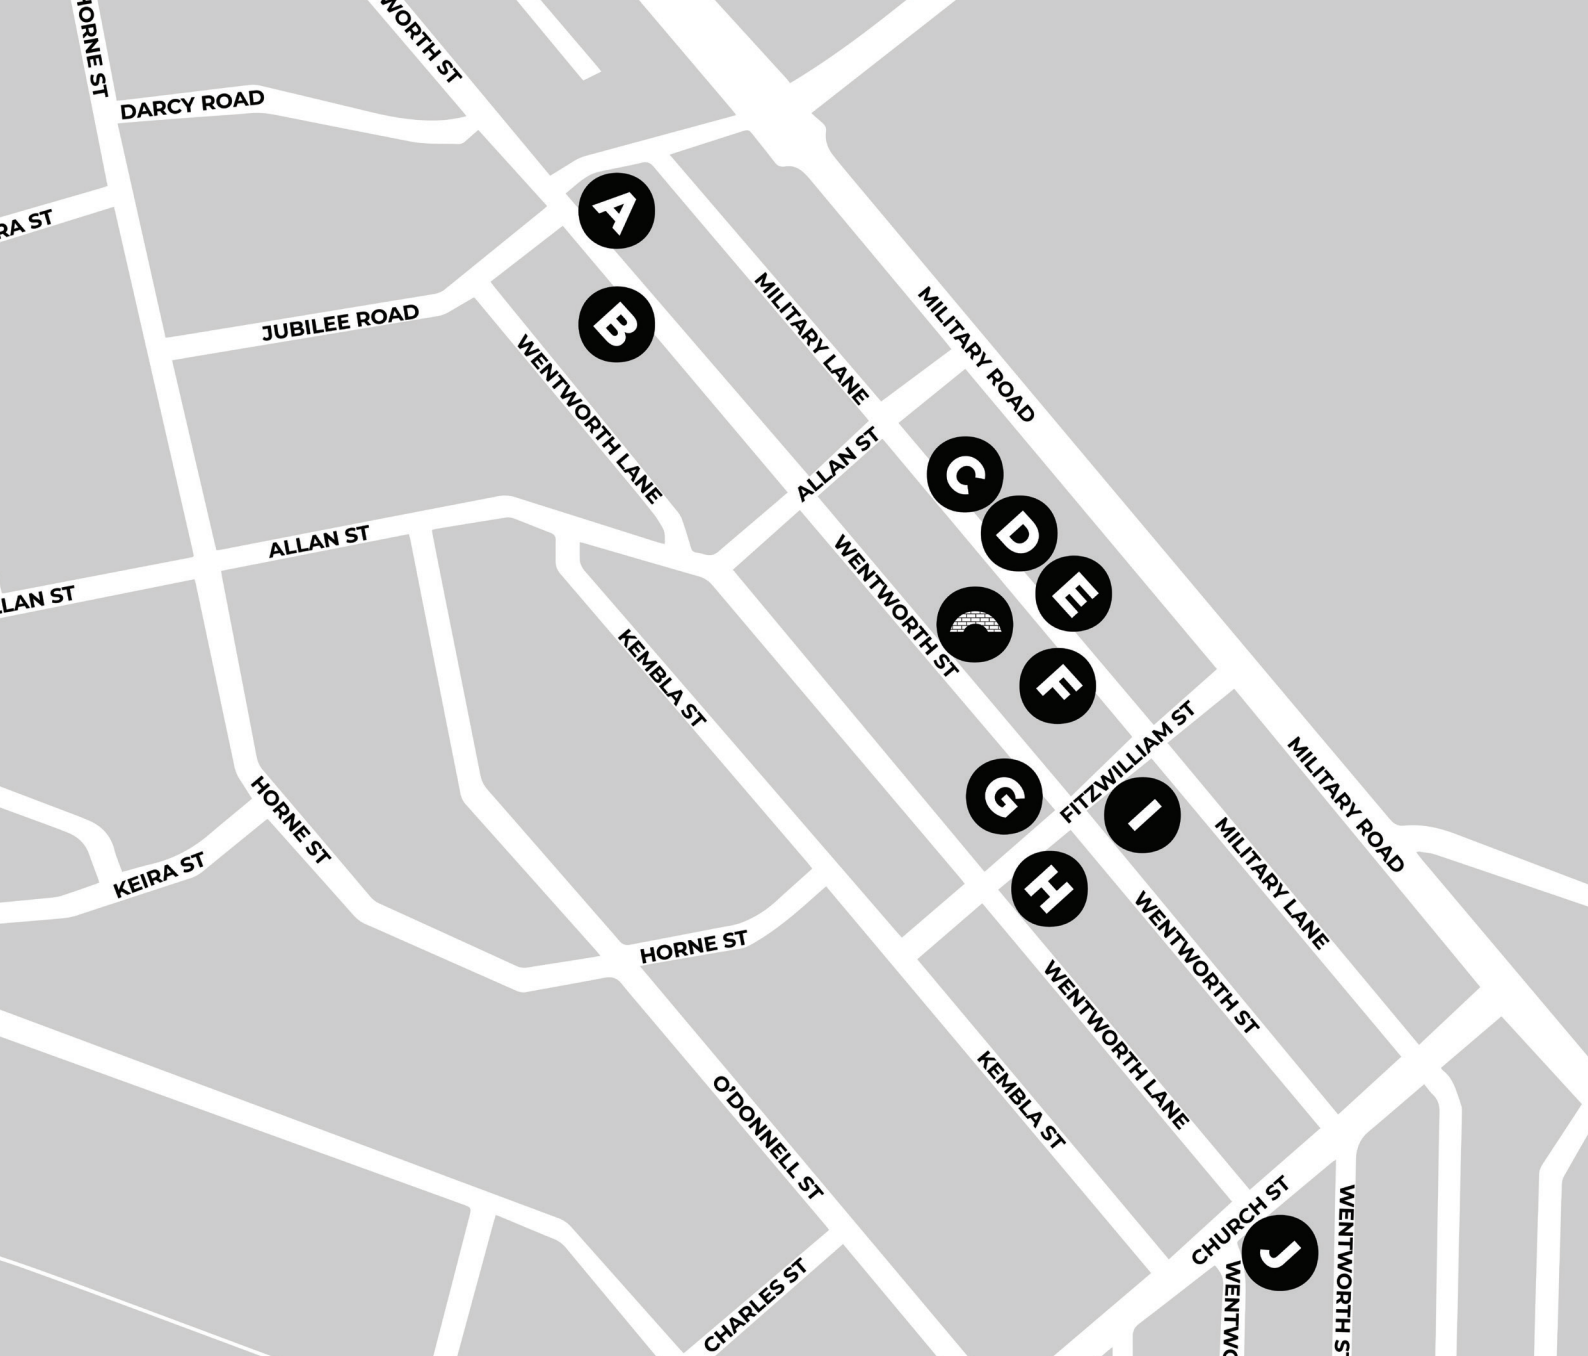 HORNE ST
WORTH ST
DARCY ROAD
RA ST
A
JUBILEE ROAD
B
MILITARY LANE
MILITARY ROAD
WENTWORTH LANE
ALLAN ST
C
D
E
ALLAN ST
LAN ST
WENTWORTH ST
KEMBLA ST
F
FITZWILLIAM ST
G
I
H
MILITARY ROAD
HORNE ST
KEIRA ST
MILITARY LANE
WENTWORTH ST
HORNE ST
WENTWORTH LANE
KEMBLA ST
O'DONNELL ST
CHURCH ST
J
WENTWORTH ST
WENTWO
CHARLES ST